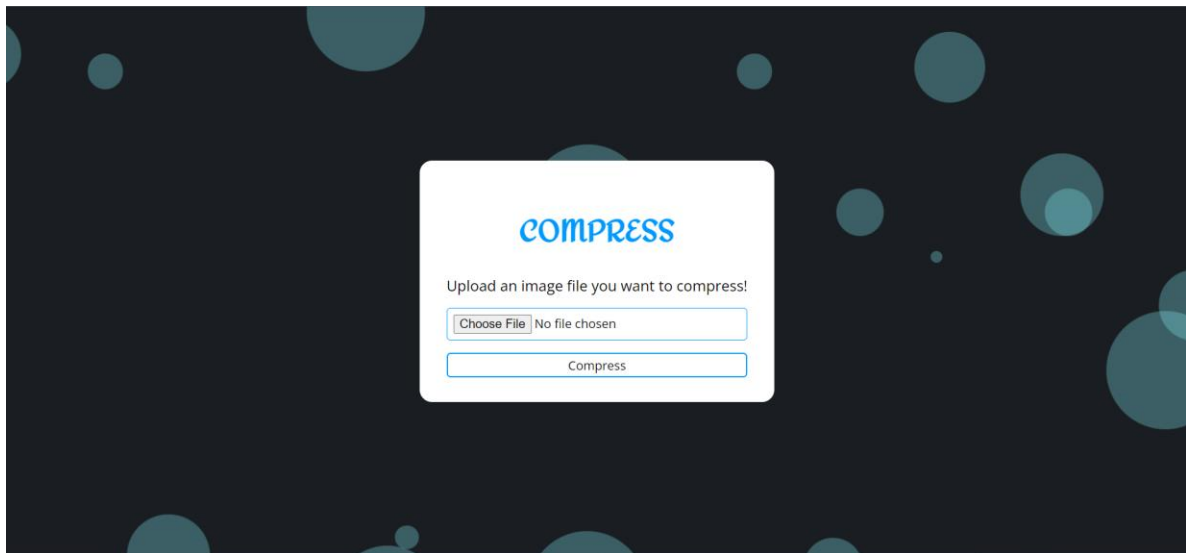 COMPRESS
Upload an image file you want to compress!
Choose File No file chosen
Compress